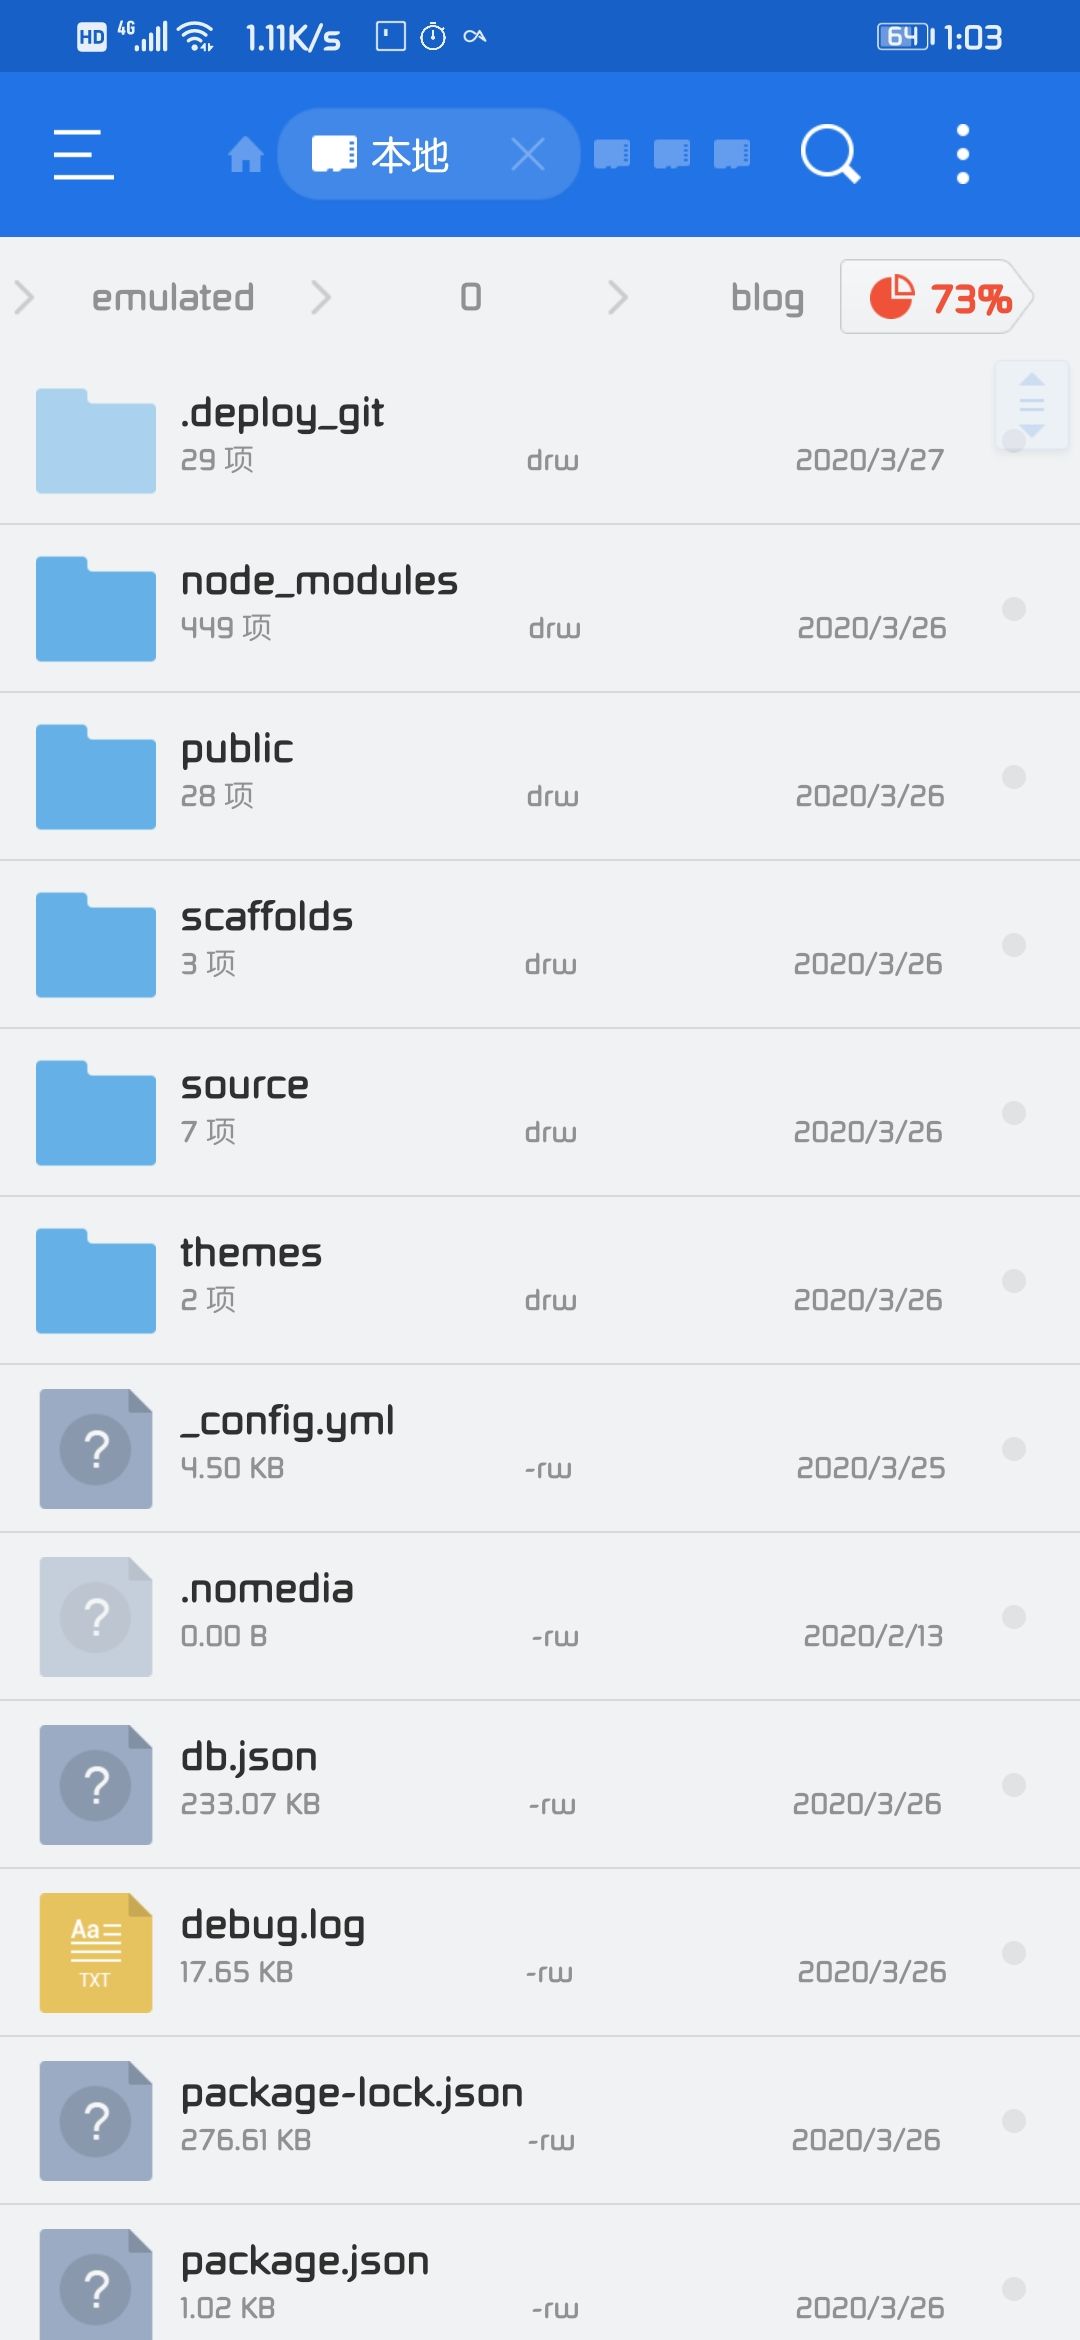 HD 4G 1.11K/s 64 1:03
本地
emulated 0 blog 73%
.deploy_git
29 项 drw 2020/3/27
node_modules
449 项 drw 2020/3/26
public
28 项 drw 2020/3/26
scaffolds
3 项 drw 2020/3/26
source
7 项 drw 2020/3/26
themes
2 项 drw 2020/3/26
? _config.yml
4.50 KB -rw 2020/3/25
? .nomedia
0.00 B -rw 2020/2/13
? db.json
233.07 KB -rw 2020/3/26
Aa debug.log
TXT 17.65 KB -rw 2020/3/26
? package-lock.json
276.61 KB -rw 2020/3/26
? package.json
1.02 KB -rw 2020/3/26